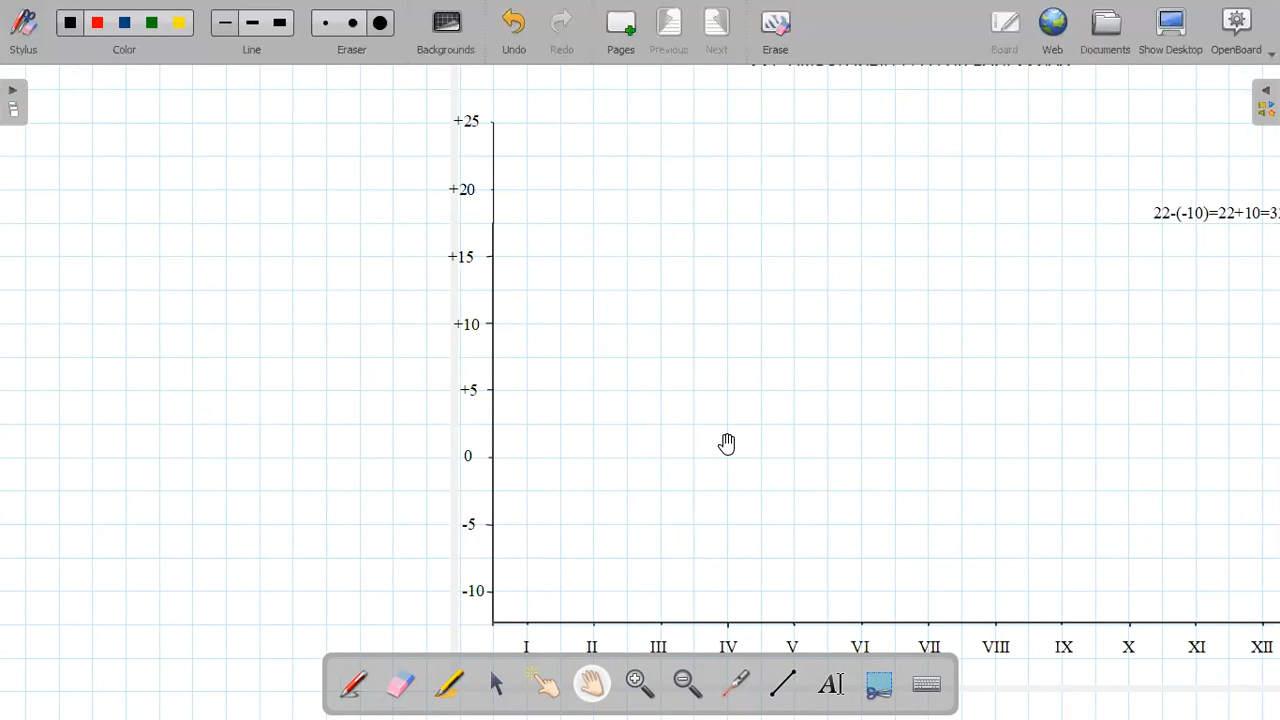 Stylus
Color
Line
Eraser
Backgrounds
Undo
Redo
Pages
Previous
Next
Erase
Board
Web
Documents
Show Desktop
OpenBoard
+25
+20
22-(-10)=22+10=3
+15
+10
+5
0
-5
-10
I II III IV V VI VII VIII IX X XI XII
AI